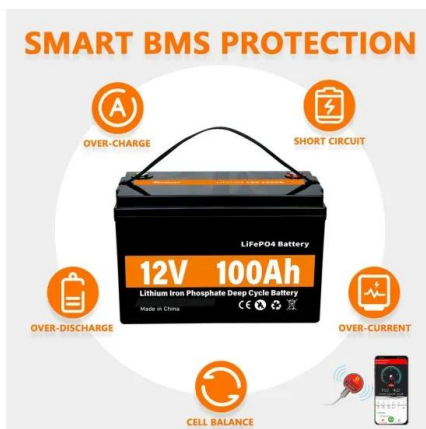 SMART BMS PROTECTION
A
OVER-CHARGE
SHORT CIRCUIT
LiFePO4 Battery
12V 100Ah
Lithium Iron Phosphate Deep Cycle Battery
Made in China
CE
OVER-DISCHARGE
OVER-CURRENT
CELL BALANCE